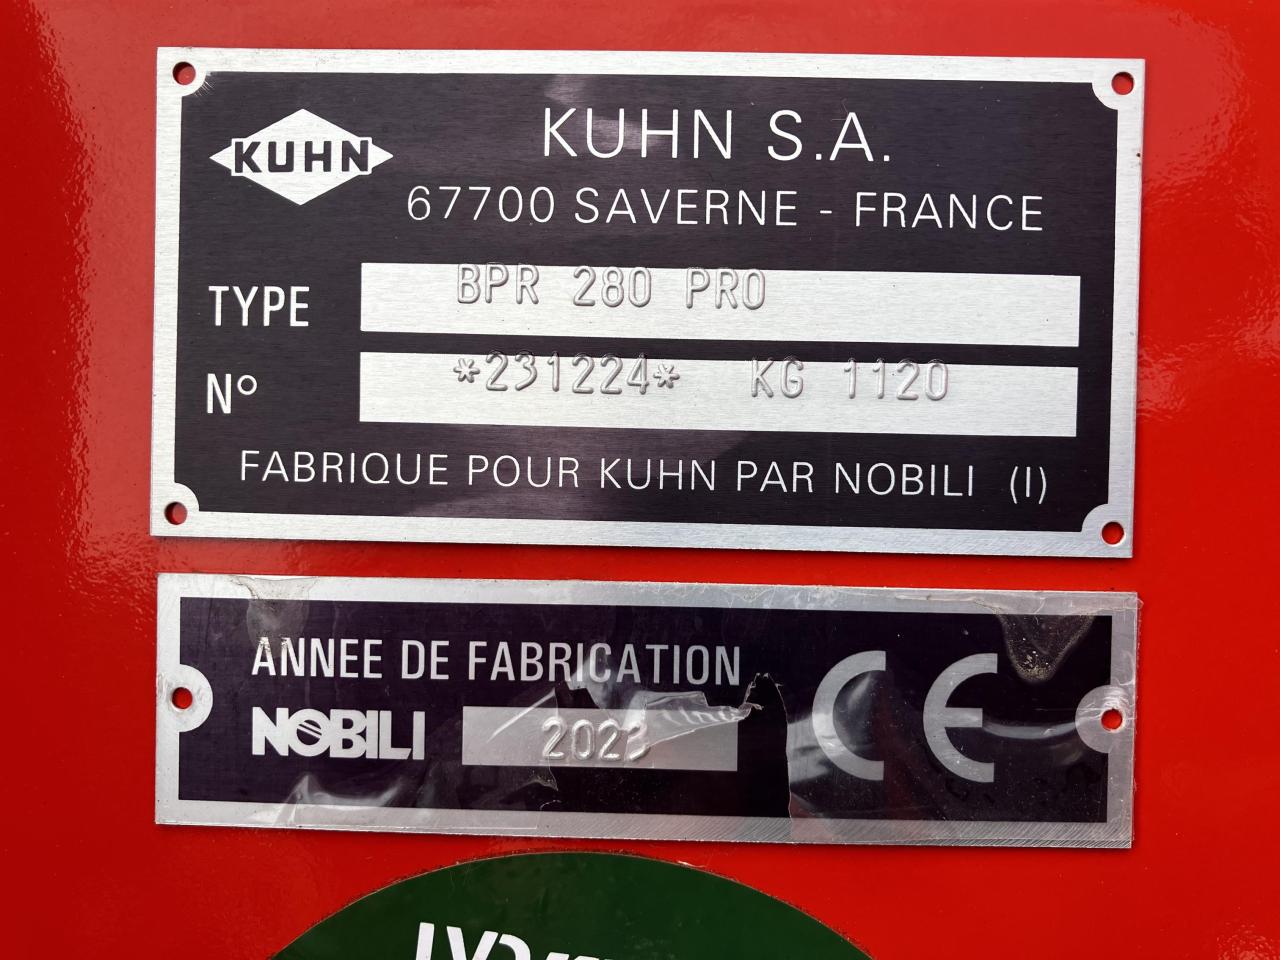 KUHN
KUHN S.A.
67700 SAVERNE - FRANCE
TYPE BPR 280 PRO
N° *231224* KG 1120
FABRIQUE POUR KUHN PAR NOBILI (I)
ANNEE DE FABRICATION
NOBILI 2023
CE